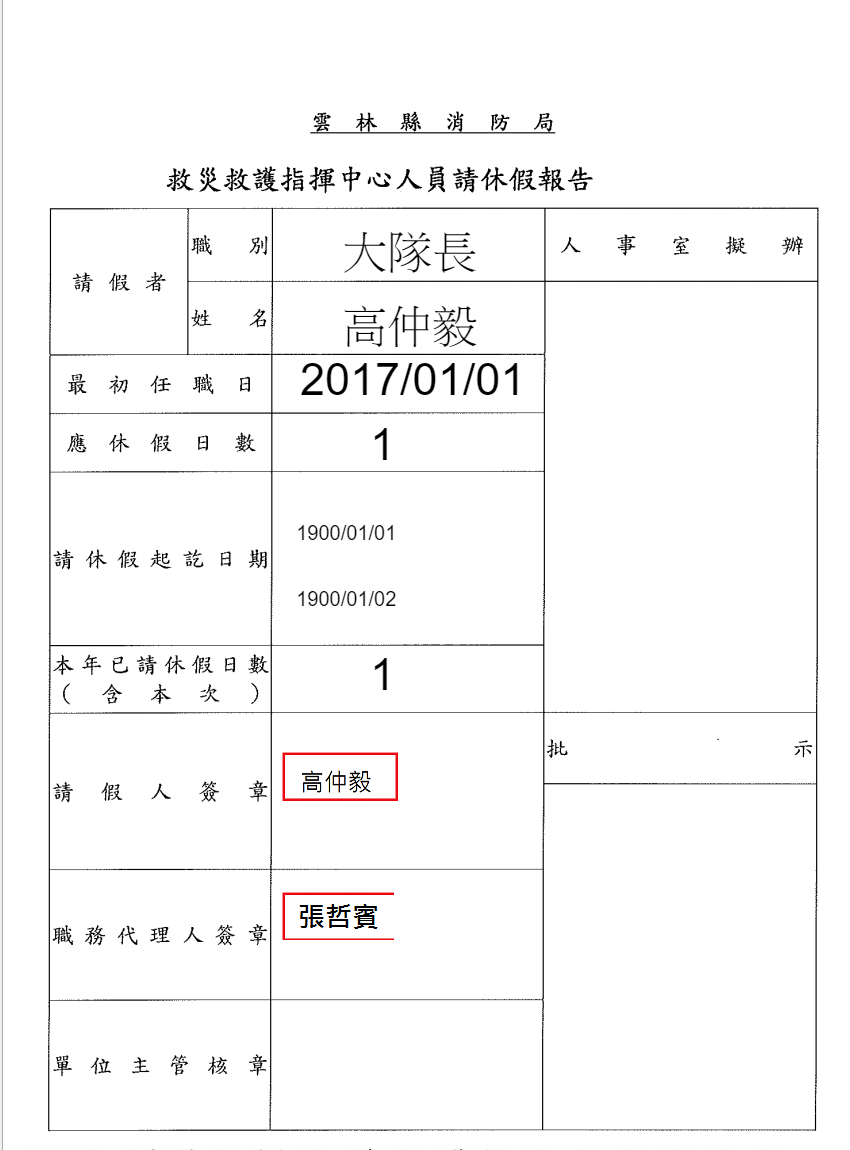 雲林縣消防局
救災救護指揮中心人員請休假報告
請假者
職別
大隊長
人事室擬辦
姓名
高仲毅
最初任職日
2017/01/01
應休假日數
1
請休假起訖日期
1900/01/01
1900/01/02
本年已請休假日數
（含本次）
1
請假人簽章
高仲毅
批示
職務代理人簽章
張哲賓
單位主管核章